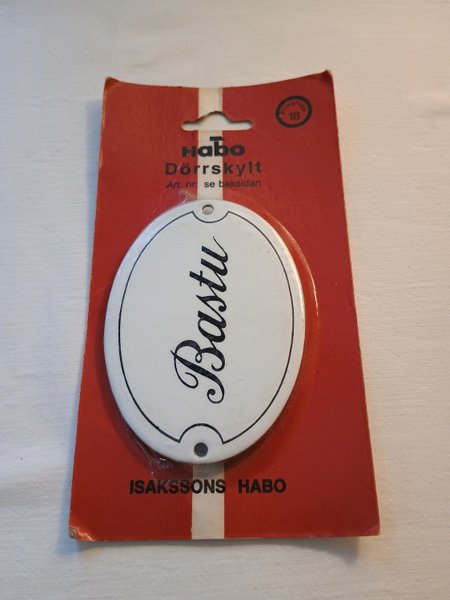 Habo
Dörrskylt
Art. nr: se baksidan
18
Bastu
ISAKSSONS HABO